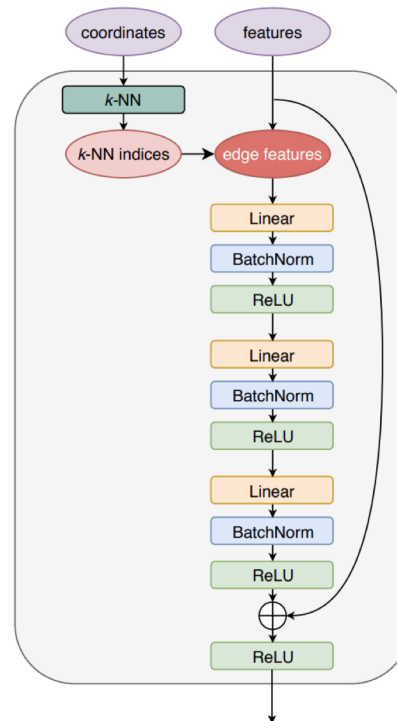 coordinates
features
k-NN
k-NN indices
edge features
Linear
BatchNorm
ReLU
Linear
BatchNorm
ReLU
Linear
BatchNorm
ReLU
ReLU